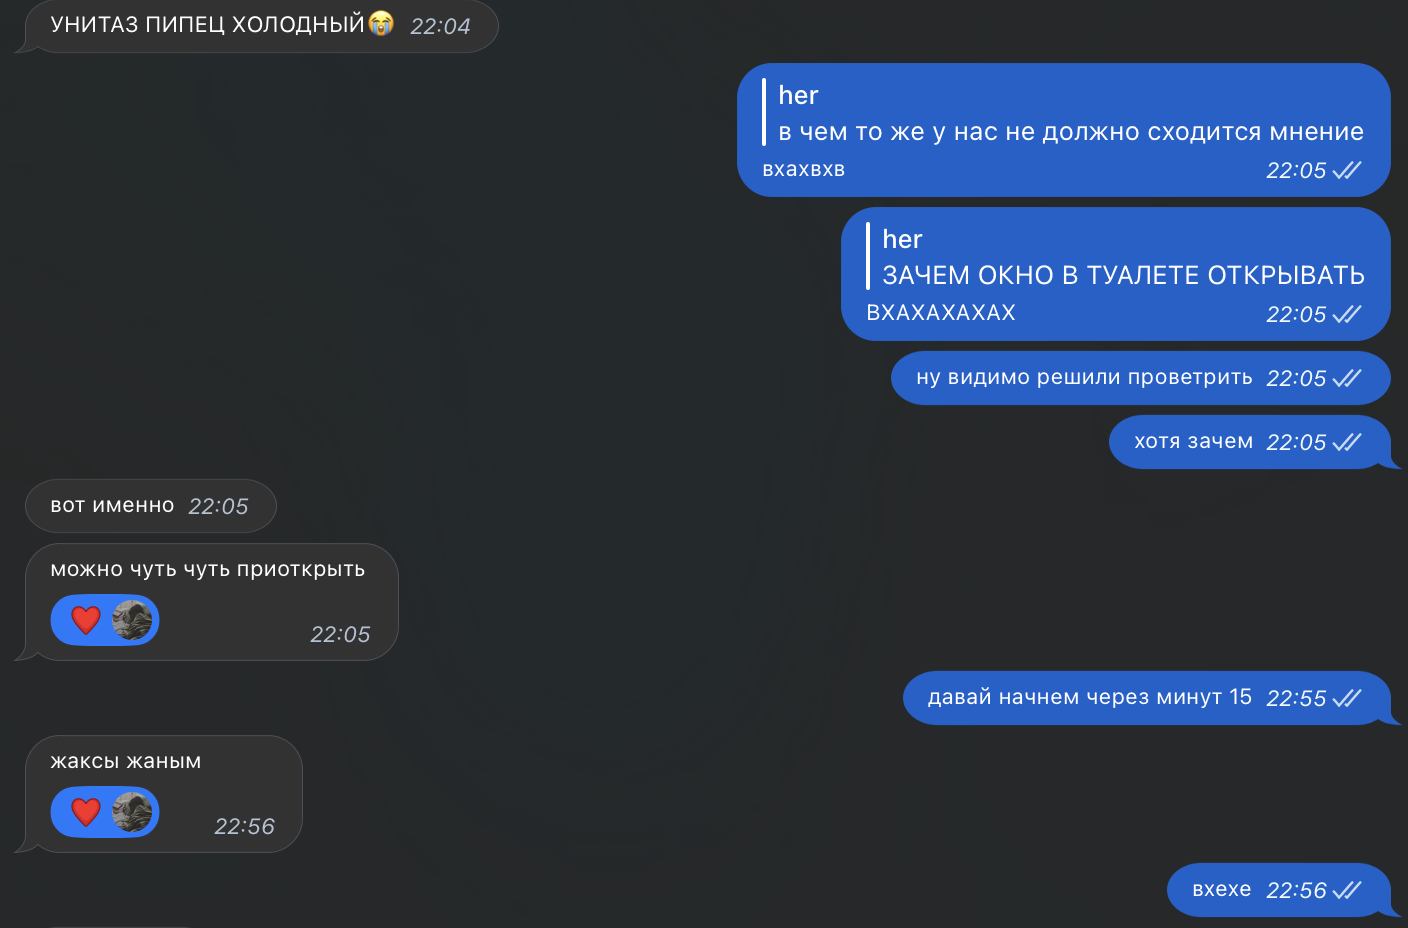 УНИТАЗ ПИПЕЦ ХОЛОДНЫЙ😭 22:04
her
в чем то же у нас не должно сходится мнение
вхахвхв 22:05
her
ЗАЧЕМ ОКНО В ТУАЛЕТЕ ОТКРЫВАТЬ
ВХАХАХАХАХ 22:05
ну видимо решили проветрить 22:05
хотя зачем 22:05
вот именно 22:05
можно чуть чуть приоткрыть
22:05
давай начнем через минут 15 22:55
жаксы жаным
22:56
вхехе 22:56